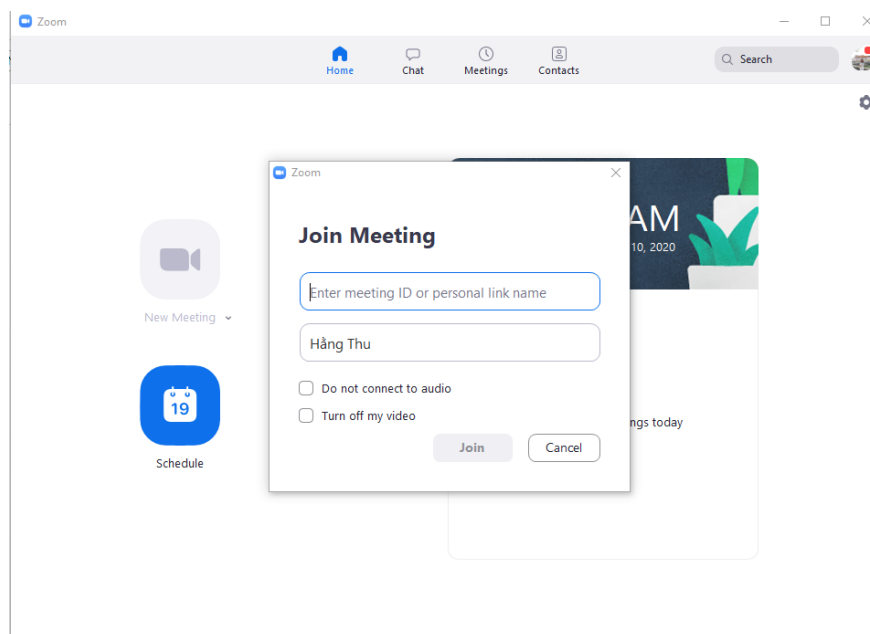 Zoom
Home
Chat
Meetings
Contacts
Search
Zoom
Join Meeting
Enter meeting ID or personal link name
Hằng Thu
Do not connect to audio
Turn off my video
Join
Cancel
AM
10, 2020
New Meeting
19
Schedule
ngs today